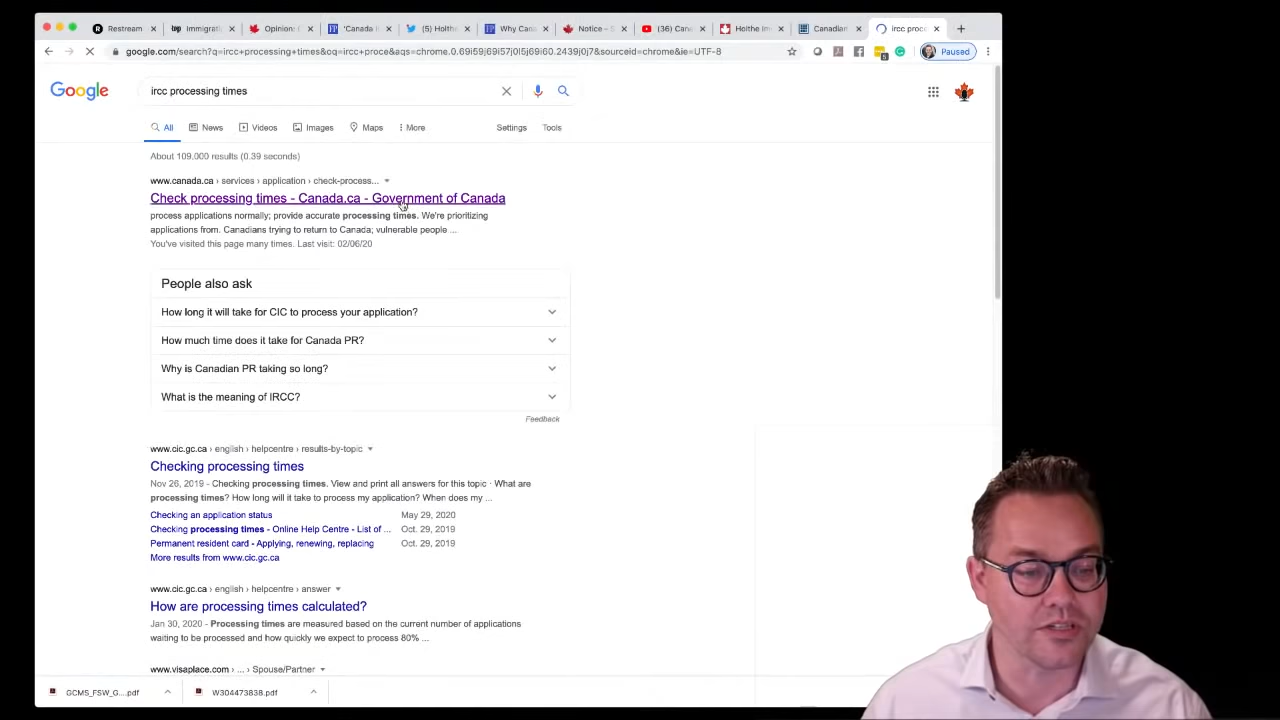 Restream
Immigrati
Opinion:
'Canada i
(5) Holthe
Why Cana
Notice – S
(36) Can
Holthe Im
Canadian
ircc proce
google.com/search?q=ircc+processing+times&oq=ircc+proce&aqs=chrome.0.69i59j69i57j0l5j69i60.2439j0j7&sourceid=chrome&ie=UTF-8
5
Paused
Google
ircc processing times
All
News
Videos
Images
Maps
More
Settings
Tools
About 109,000 results (0.39 seconds)
www.canada.ca › services › application › check-process...
Check processing times - Canada.ca - Government of Canada
process applications normally; provide accurate processing times. We're prioritizing
applications from. Canadians trying to return to Canada; vulnerable people ...
You've visited this page many times. Last visit: 02/06/20
People also ask
How long it will take for CIC to process your application?
How much time does it take for Canada PR?
Why is Canadian PR taking so long?
What is the meaning of IRCC?
Feedback
www.cic.gc.ca › english › helpcentre › results-by-topic
Checking processing times
Nov 26, 2019 - Checking processing times. View and print all answers for this topic · What are
processing times? How long will it take to process my application? When does my ...
Checking an application status May 29, 2020
Checking processing times - Online Help Centre - List of ... Oct. 29, 2019
Permanent resident card - Applying, renewing, replacing Oct. 29, 2019
More results from www.cic.gc.ca
www.cic.gc.ca › english › helpcentre › answer
How are processing times calculated?
Jan 30, 2020 - Processing times are measured based on the current number of applications
waiting to be processed and how quickly we expect to process 80% ...
www.visaplace.com › ... › Spouse/Partner
GCMS_FSW_G....pdf
W304473838.pdf